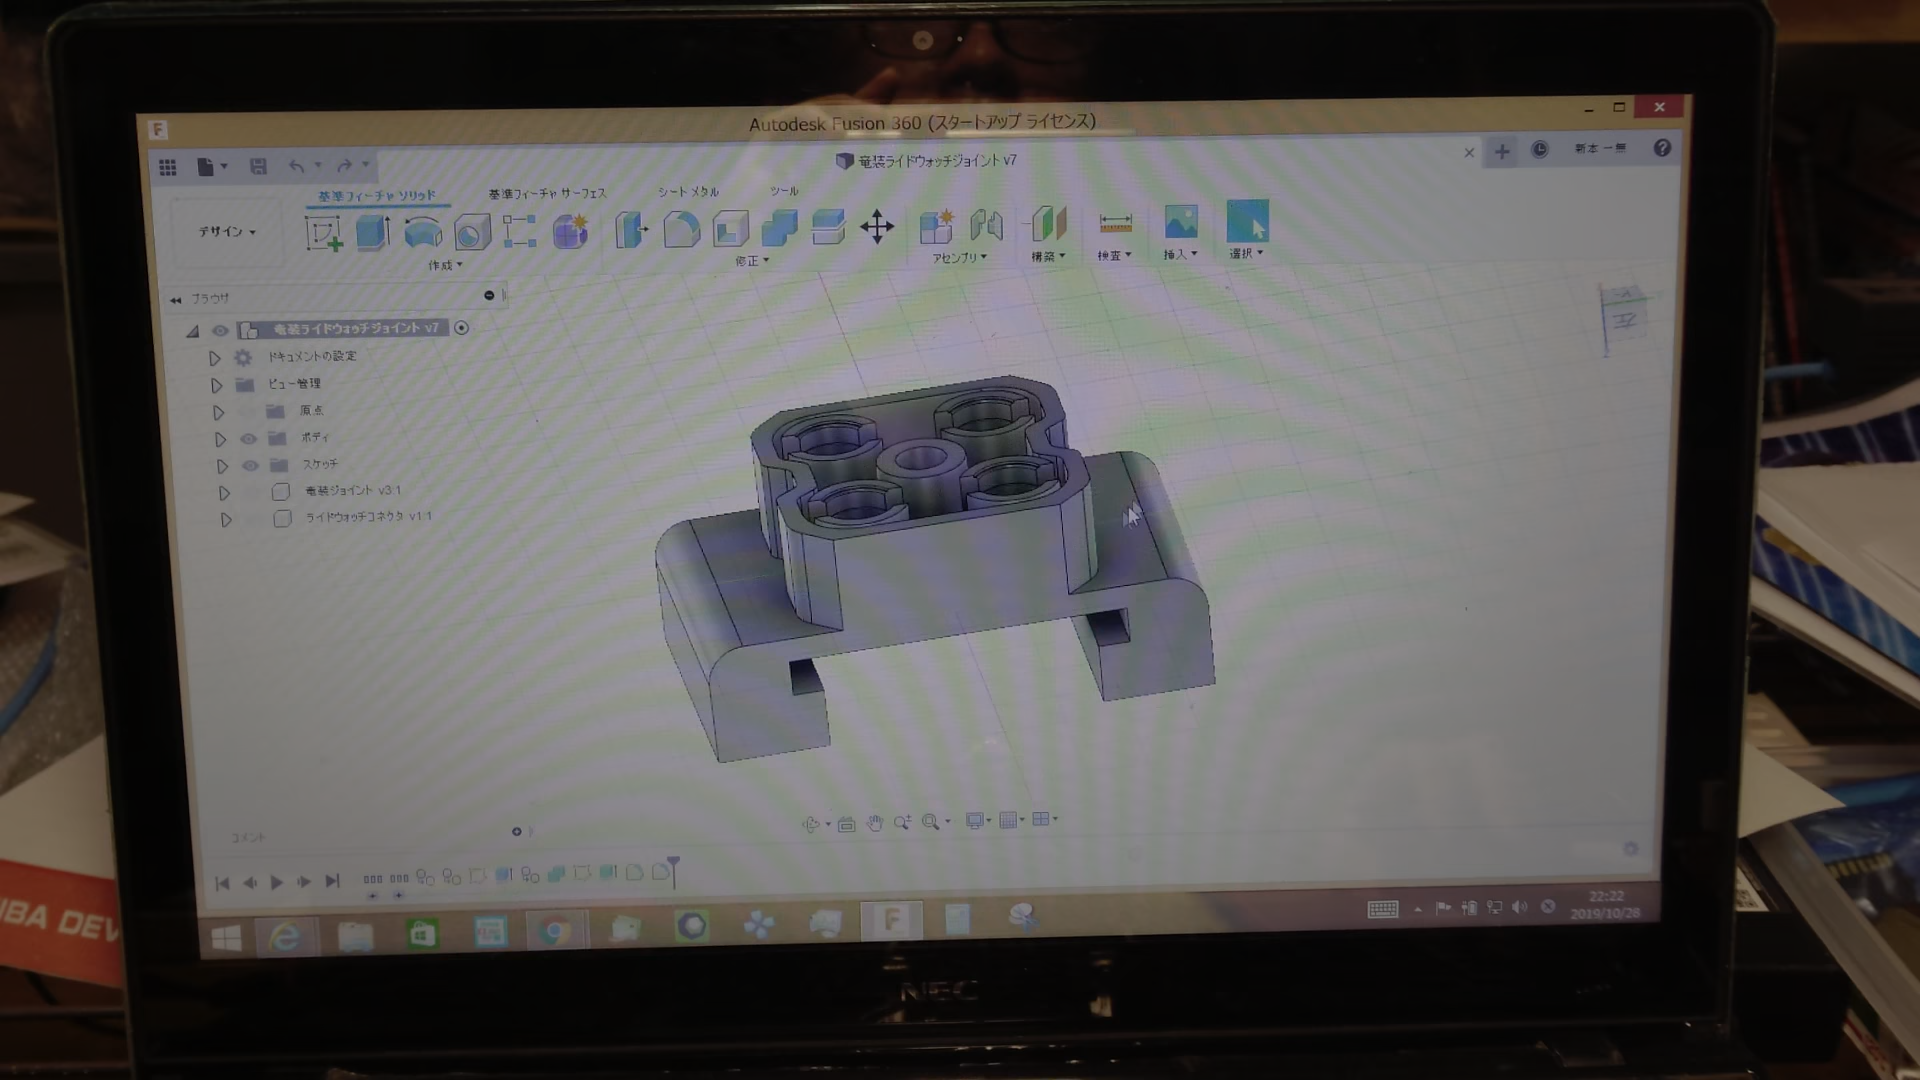 Autodesk Fusion 360 (スタートアップ ライセンス)
竜装ライドウォッチジョイント v7
新本 一無
基準フィーチャ ソリッド
基準フィーチャ サーフェス
シート メタル
ツール
デザイン
作成
修正
アセンブリ
構築
検査
挿入
選択
ブラウザ
竜装ライドウォッチジョイント v7
ドキュメントの設定
ビュー管理
原点
ボディ
スケッチ
竜装ジョイント v3:1
ライドウォッチコネクタ v1:1
左
コメント
22:22
2019/10/28
NEC
BA DEV